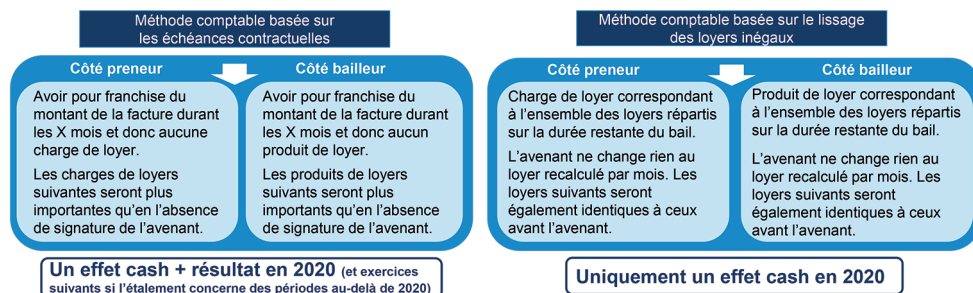 Méthode comptable basée sur
les échéances contractuelles
Côté preneur
Avoir pour franchise du
montant de la facture durant
les X mois et donc aucune
charge de loyer.
Les charges de loyers
suivantes seront plus
importantes qu’en l’absence
de signature de l’avenant.
Côté bailleur
Avoir pour franchise du
montant de la facture durant
les X mois et donc aucun
produit de loyer.
Les produits de loyers
suivants seront plus
importants qu’en l’absence
de signature de l’avenant.
Un effet cash + résultat en 2020 (et exercices
suivants si l’étalement concerne des périodes au-delà de 2020)
Méthode comptable basée sur le lissage
des loyers inégaux
Côté preneur
Charge de loyer correspondant
à l’ensemble des loyers répartis
sur la durée restante du bail.
L’avenant ne change rien au
loyer recalculé par mois. Les
loyers suivants seront
également identiques à ceux
avant l’avenant.
Côté bailleur
Produit de loyer correspondant
à l’ensemble des loyers répartis
sur la durée restante du bail.
L’avenant ne change rien au
loyer recalculé par mois. Les
loyers suivants seront
également identiques à ceux
avant l’avenant.
Uniquement un effet cash en 2020